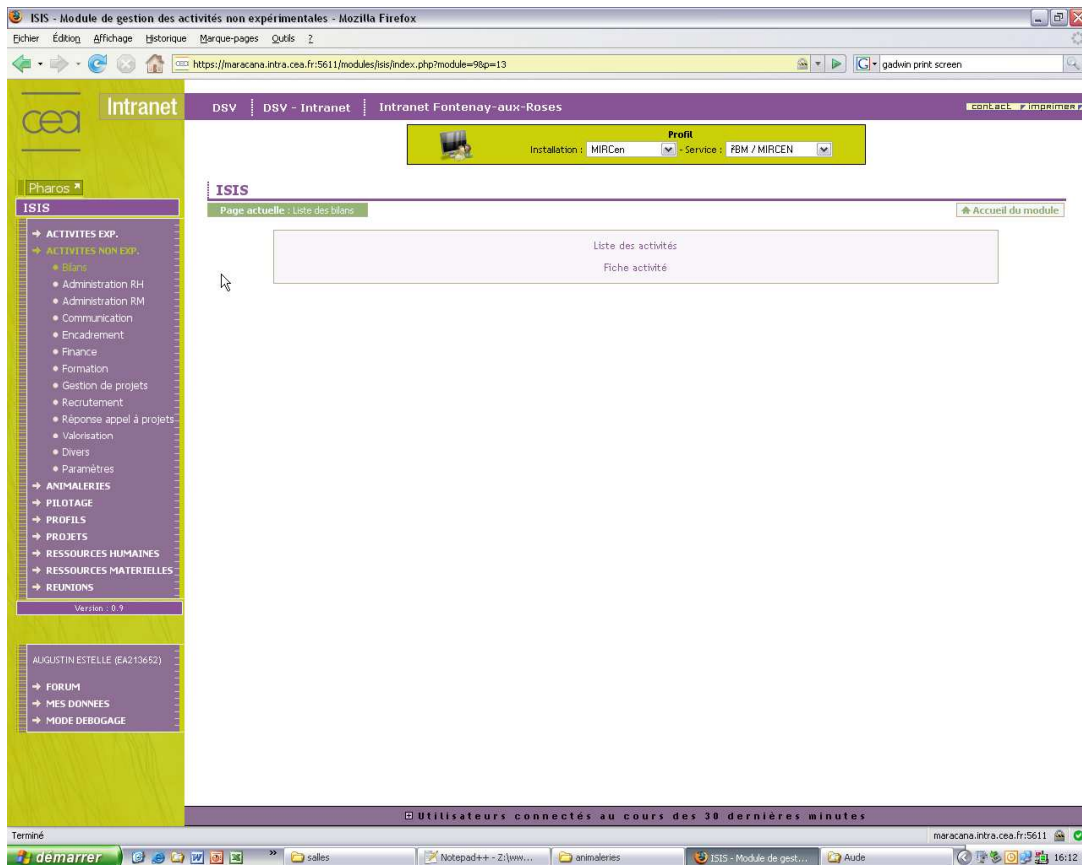 ISIS - Module de gestion des activités non expérimentales - Mozilla Firefox
Fichier Édition Affichage Historique Marque-pages Outils ?
https://maracana.intra.cea.fr:5611/modules/isis/index.php?module=9&p=13
gadwin print screen
cea Intranet
DSV DSV - Intranet Intranet Fontenay-aux-Roses
contact imprimer
Profil
Installation : MIRCen - Service : BM / MIRCEN
Pharos
ISIS
ISIS
Page actuelle : Liste des bilans
Accueil du module
ACTIVITES EXP.
ACTIVITES NON EXP.
Bilans
Administration RH
Administration RM
Communication
Encadrement
Finance
Formation
Gestion de projets
Recrutement
Réponse appel à projets
Valorisation
Divers
Paramètres
ANIMALERIES
PILOTAGE
PROFILS
PROJETS
RESSOURCES HUMAINES
RESSOURCES MATERIELLES
REUNIONS
Version : 0.9
Liste des activités
Fiche activité
AUGUSTIN ESTELLE (EA213652)
FORUM
MES DONNEES
MODE DEBOGAGE
Utilisateurs connectés au cours des 30 dernières minutes
Terminé
maracana.intra.cea.fr:5611
démarrer
salles
Notepad++ - Z:\ww...
animaleries
ISIS - Module de gest...
Aude
16:12